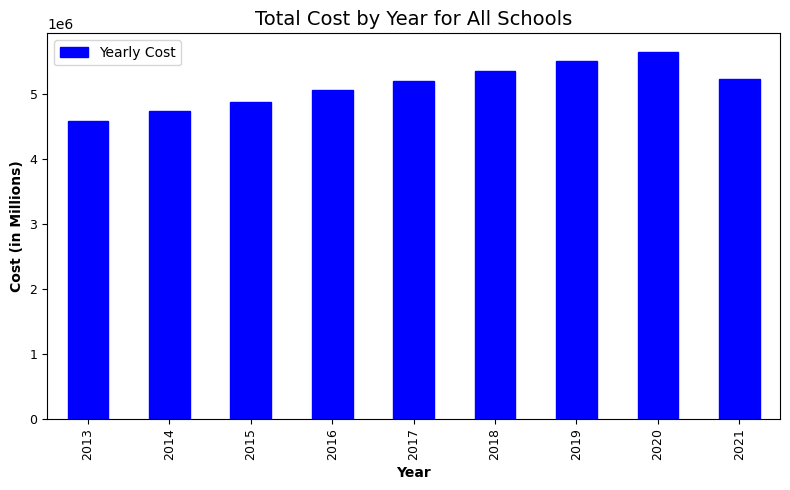 Total Cost by Year for All Schools
1e6
Yearly Cost
5
4
3
2
1
0
Cost (in Millions)
2013 2014 2015 2016 2017 2018 2019 2020 2021
Year